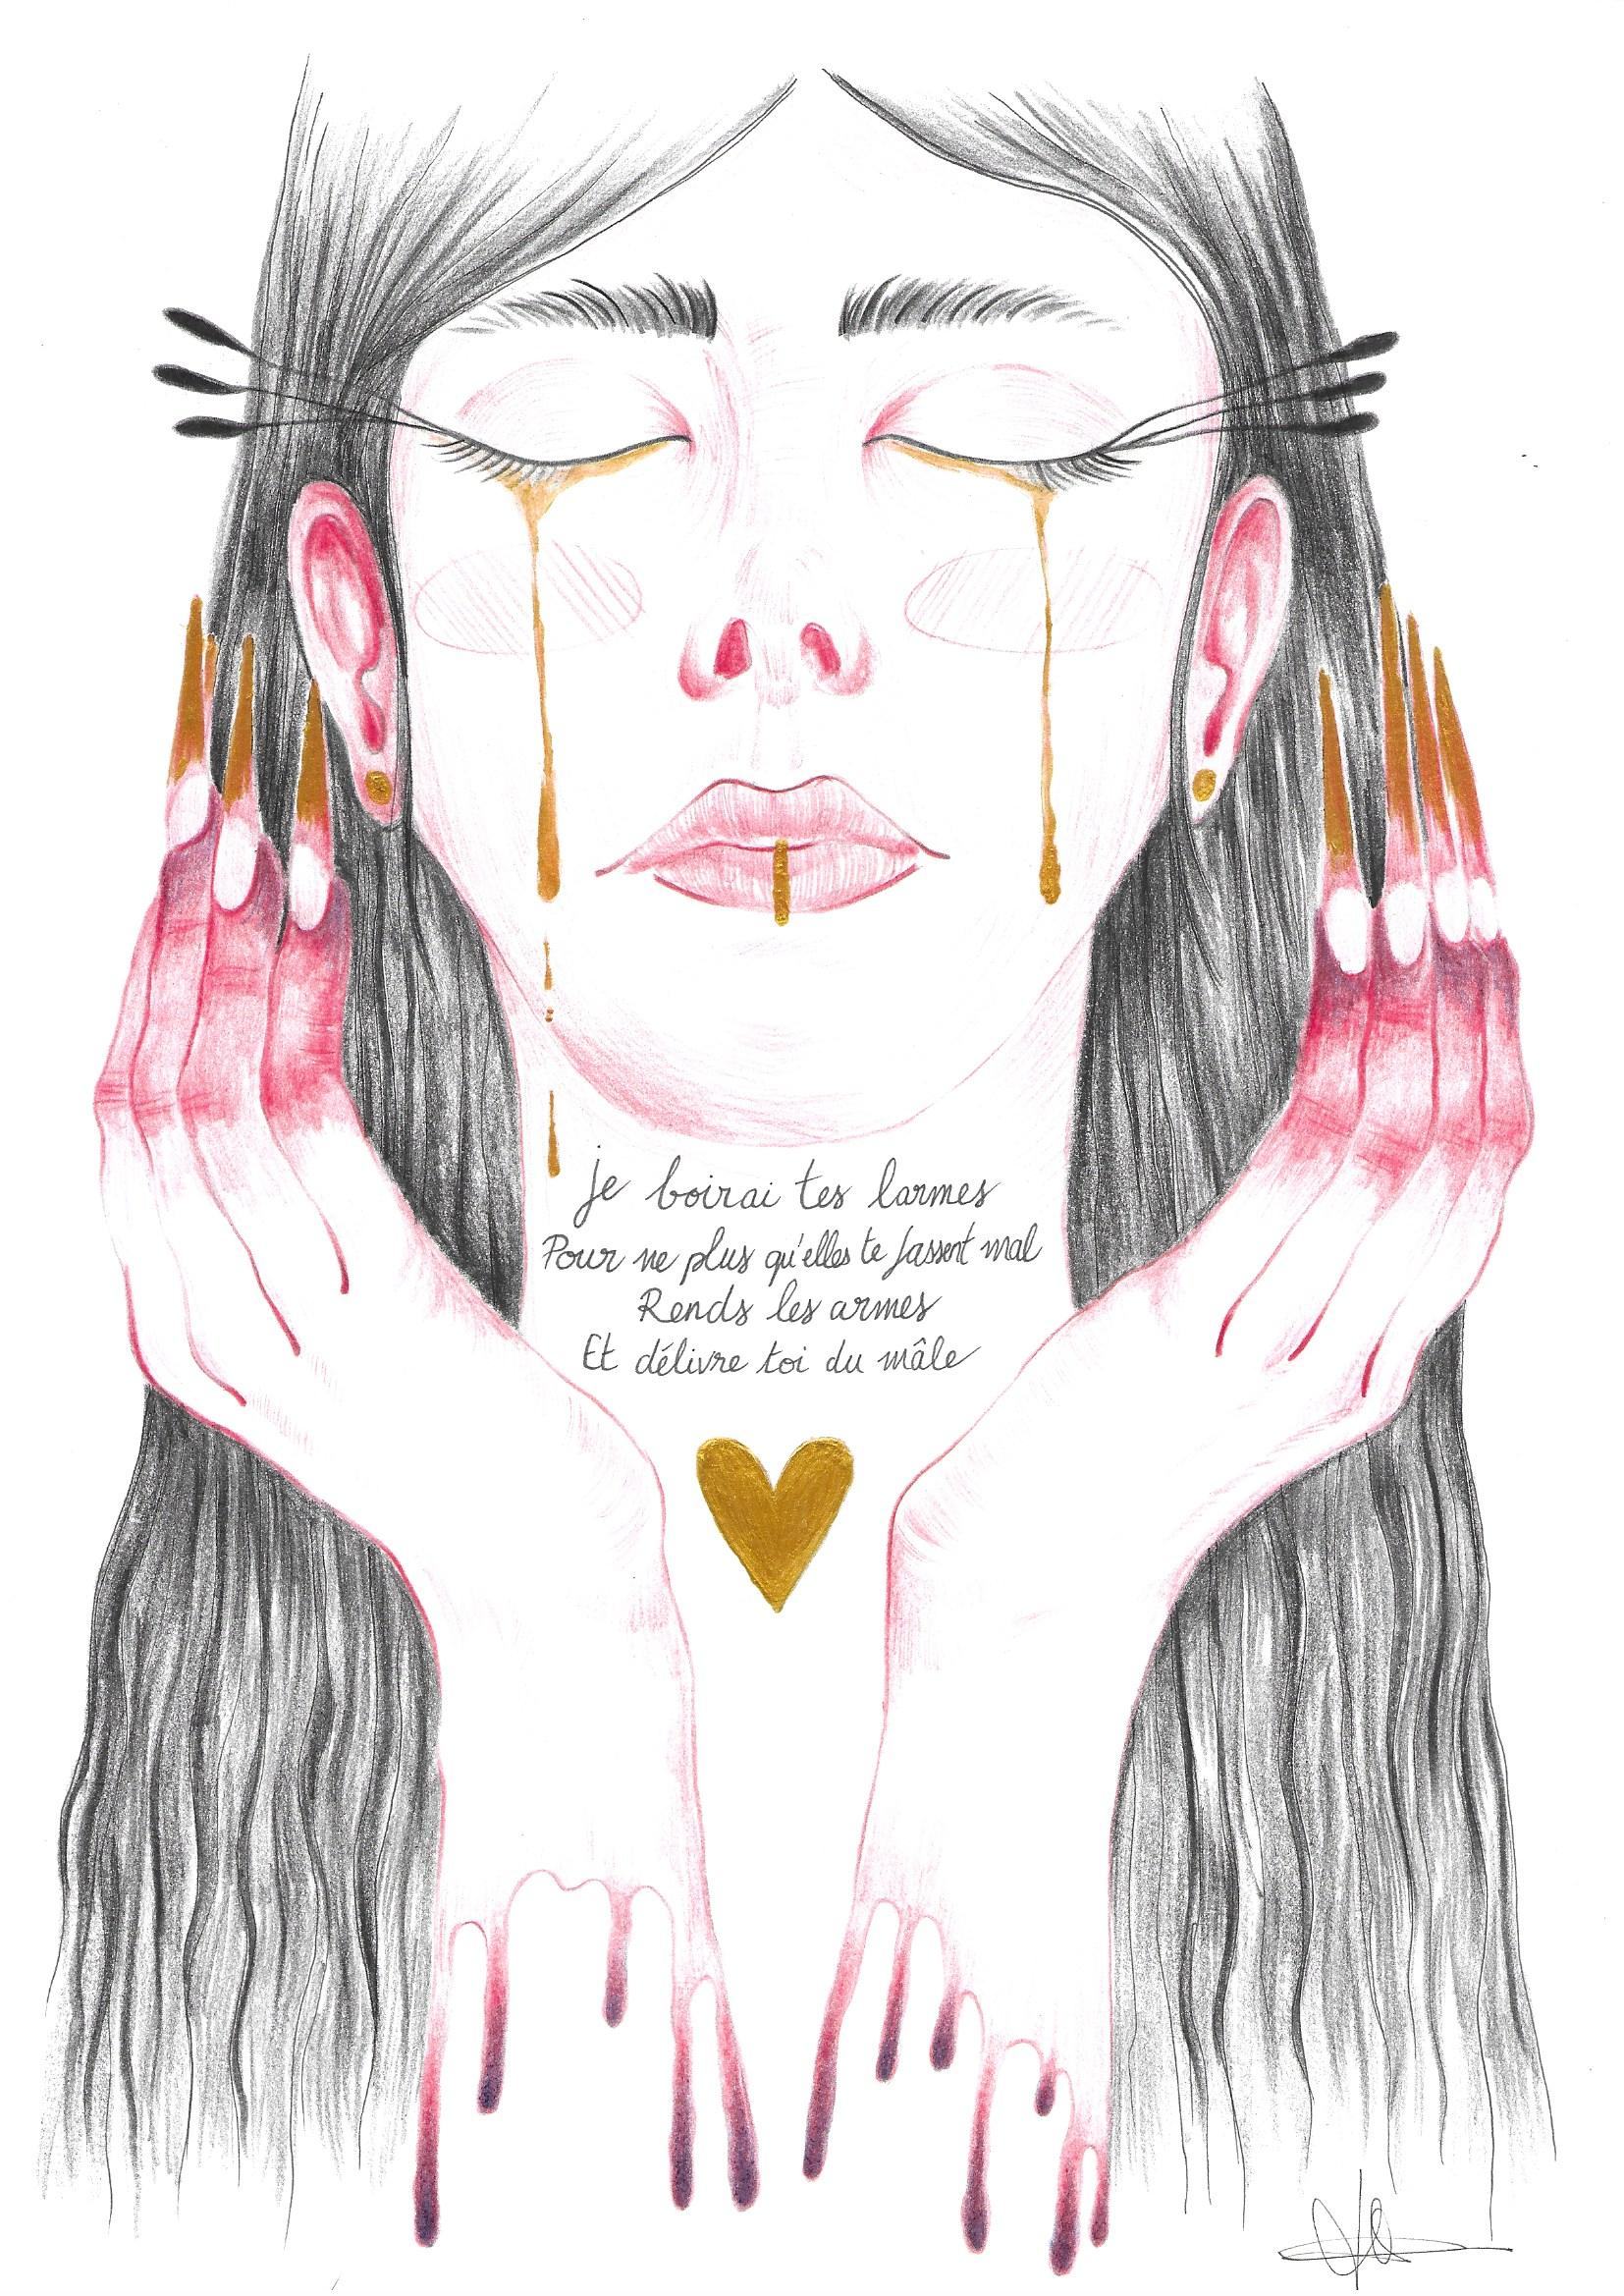 Je boirai tes larmes
Pour ne plus qu'elles te fassent mal
Rends les armes
Et délivre toi du mâle